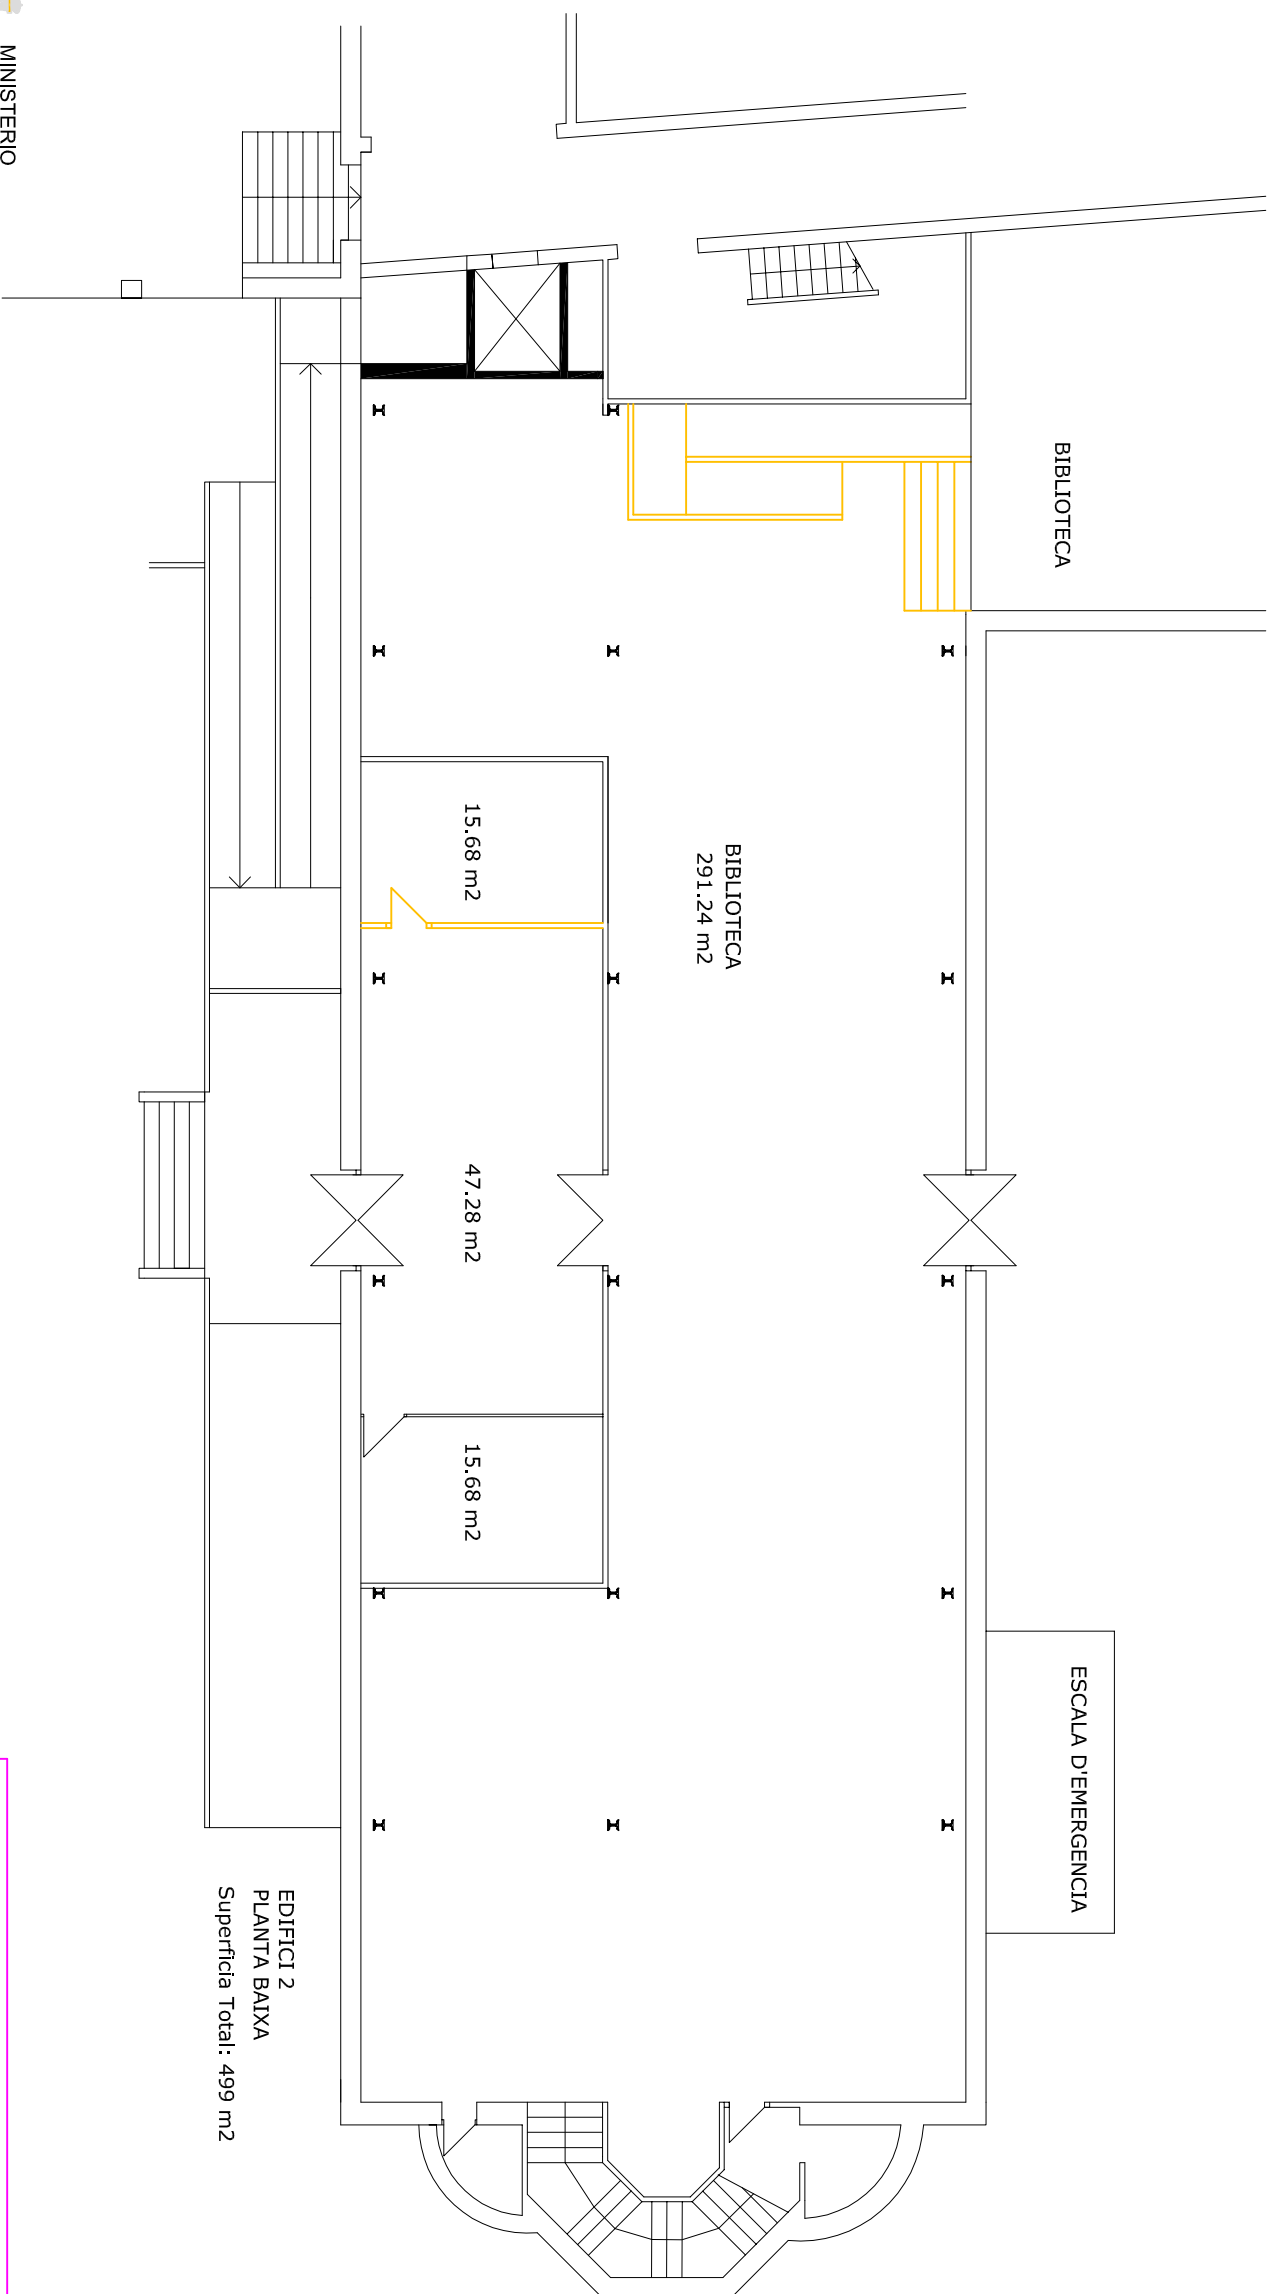 MINISTERIO
BIBLIOTECA
15.68 m2
BIBLIOTECA
291.24 m2
47.28 m2
15.68 m2
ESCALA D'EMERGENCIA
EDIFICI 2
PLANTA BAIXA
Superficia Total: 499 m2